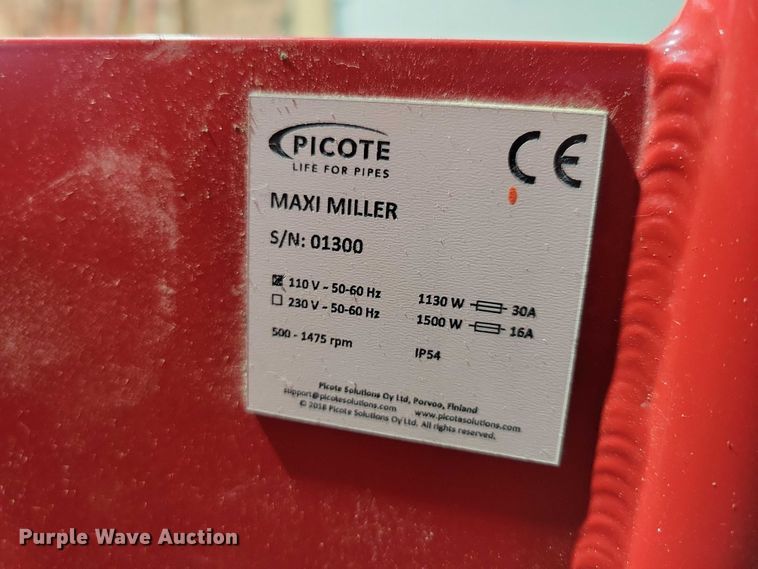 PICOTE
LIFE FOR PIPES
CE
MAXI MILLER
S/N: 01300
110 V ~ 50-60 Hz 1130 W 30A
230 V ~ 50-60 Hz 1500 W 16A
500 - 1475 rpm IP54
Picote Solutions Oy Ltd, Porvoo, Finland
support@picotesolutions.com www.picotesolutions.com
© 2018 Picote Solutions Oy Ltd. All rights reserved.
Purple Wave Auction